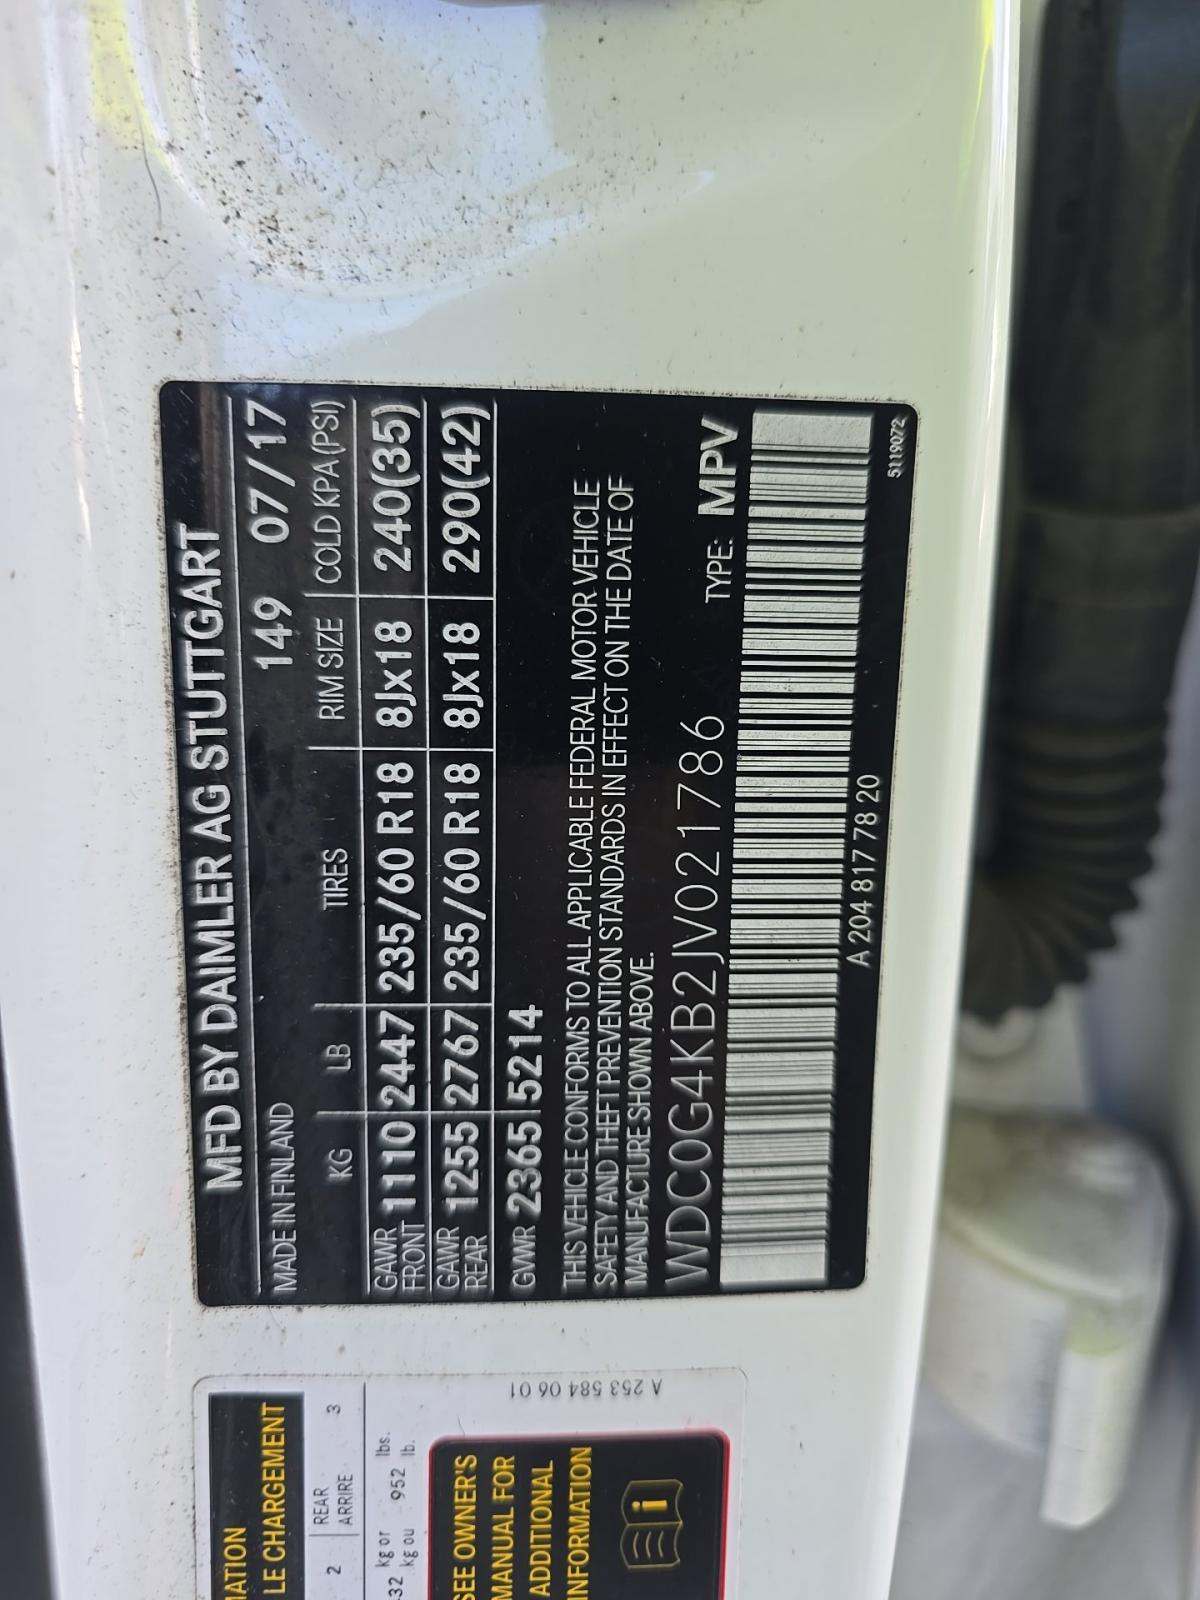 MFD BY DAIMLER AG STUTTGART
MADE IN FINLAND 149 07/17
KG LB TIRES RIM SIZE COLD KPA (PSI)
GAWR FRONT 1110 2447 235/60 R18 8Jx18 240(35)
GAWR REAR 1255 2767 235/60 R18 8Jx18 290(42)
GVWR 2365 5214
THIS VEHICLE CONFORMS TO ALL APPLICABLE FEDERAL MOTOR VEHICLE
SAFETY AND THEFT PREVENTION STANDARDS IN EFFECT ON THE DATE OF
MANUFACTURE SHOWN ABOVE.
WDC0G4KB2JV021786 TYPE: MPV
A 204 817 78 20
5119072
LE CHARGEMENT
2 REAR 3
ARRIRE
kg or 952 lbs.
kg ou lb.
SEE OWNER'S
MANUAL FOR
ADDITIONAL
INFORMATION
A 253 584 06 01